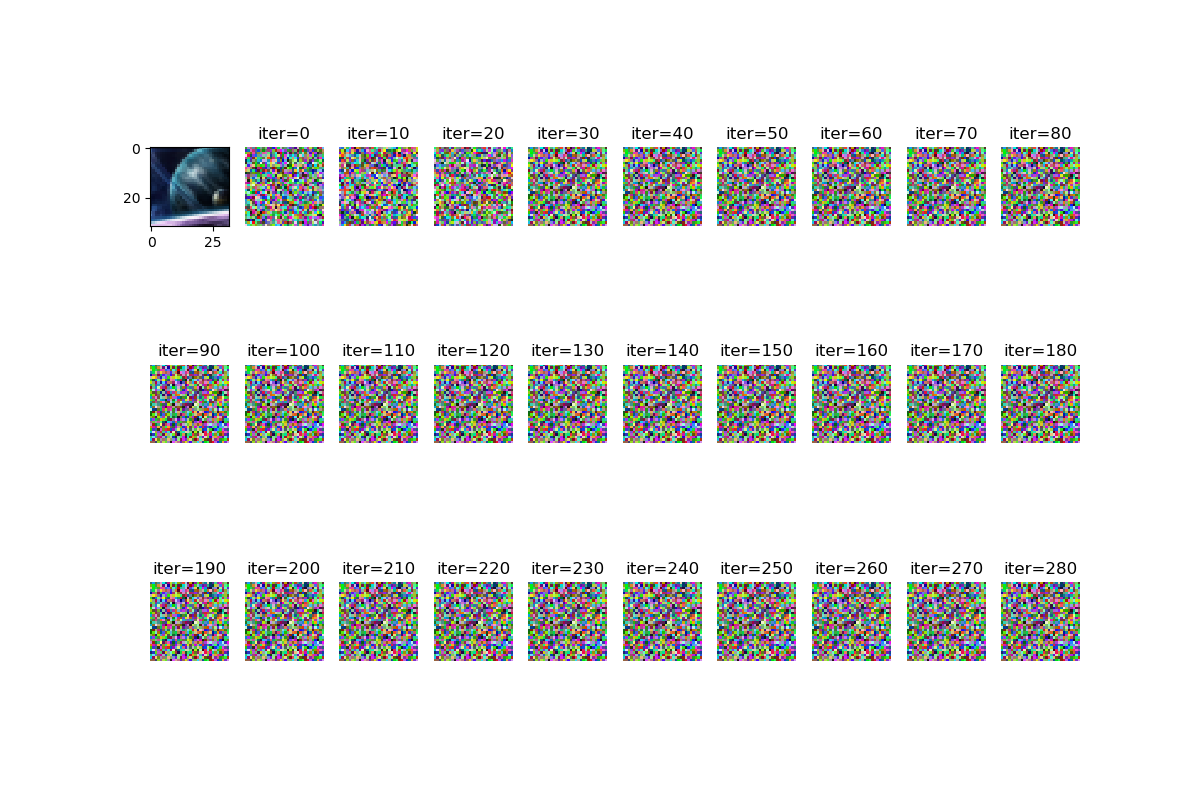 iter=0 iter=10 iter=20 iter=30 iter=40 iter=50 iter=60 iter=70 iter=80
0
20
0 25
iter=90 iter=100 iter=110 iter=120 iter=130 iter=140 iter=150 iter=160 iter=170 iter=180
iter=190 iter=200 iter=210 iter=220 iter=230 iter=240 iter=250 iter=260 iter=270 iter=280